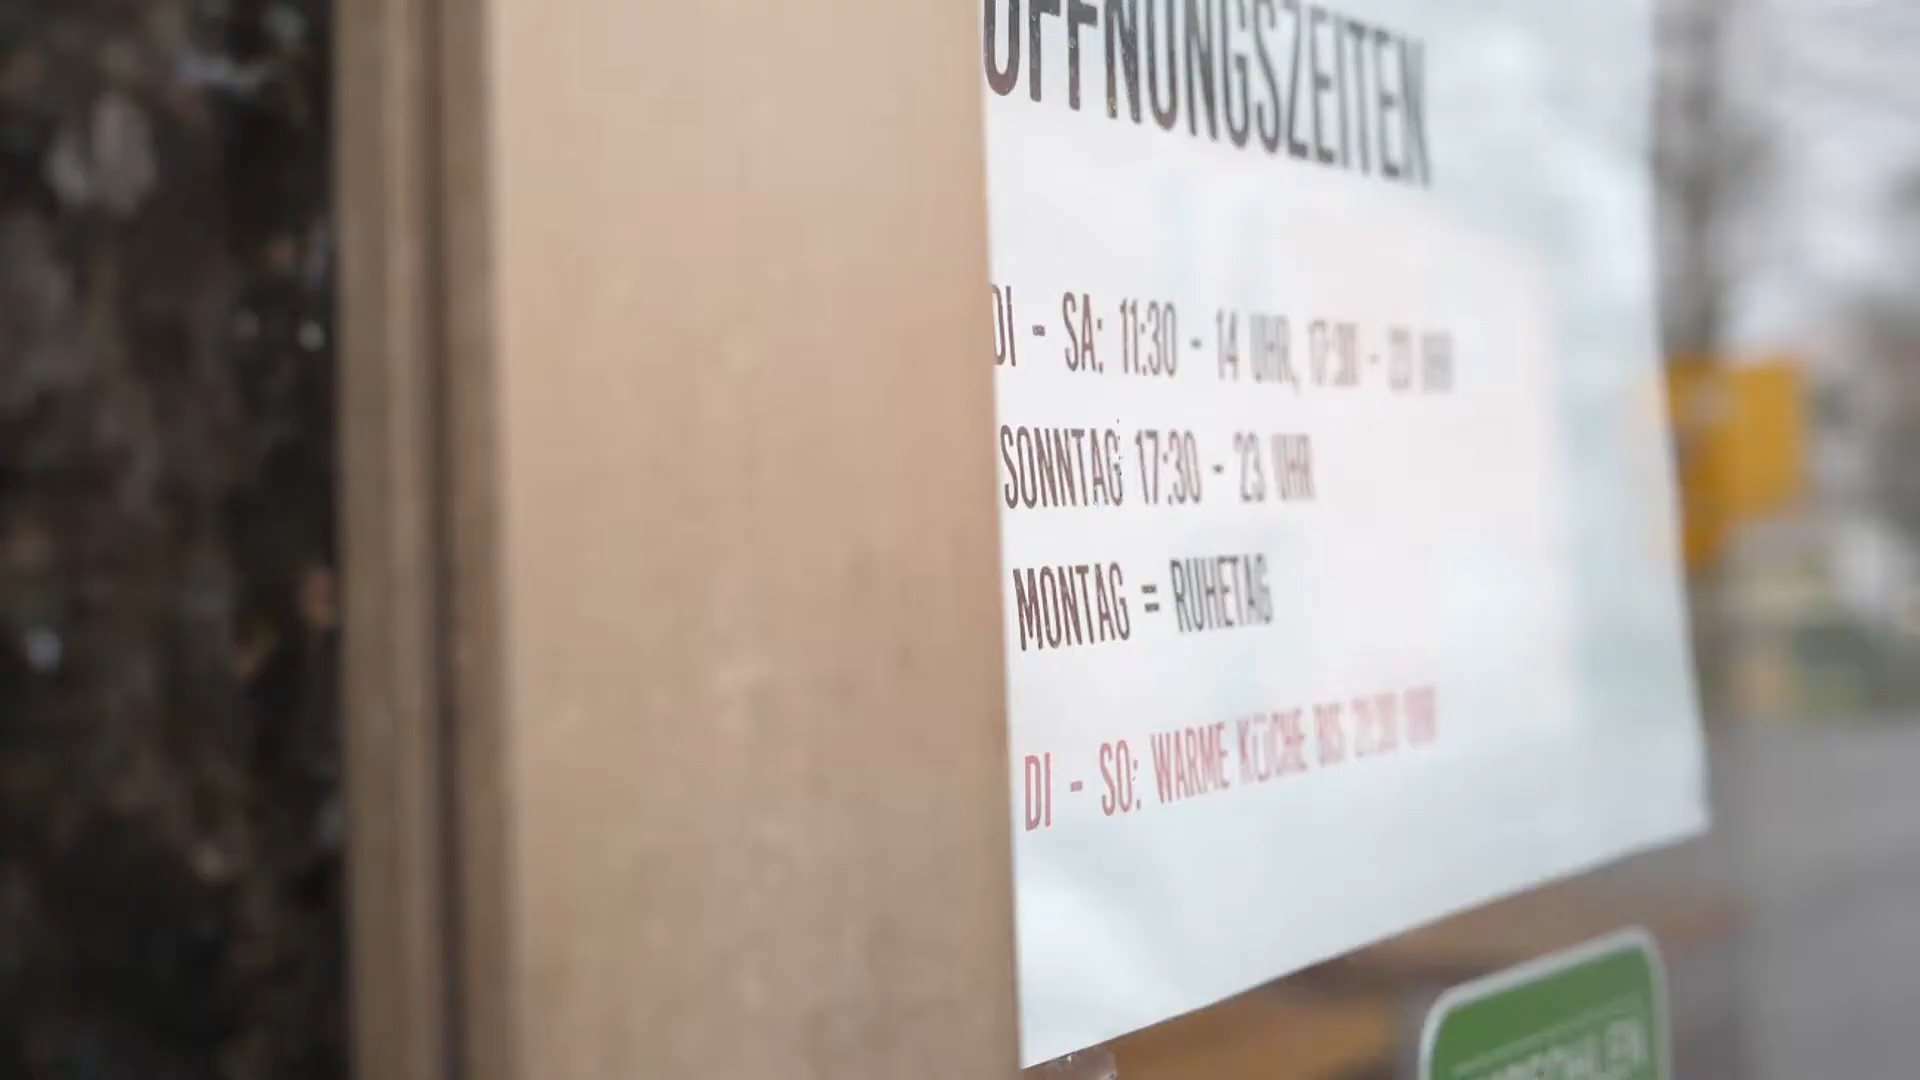 ÖFFNUNGSZEITEN
DI - SA: 11:30 - 14 UHR, 17:30 - 23 UHR
SONNTAG 17:30 - 23 UHR
MONTAG = RUHETAG
DI - SO: WARME KÜCHE BIS 21:30 UHR